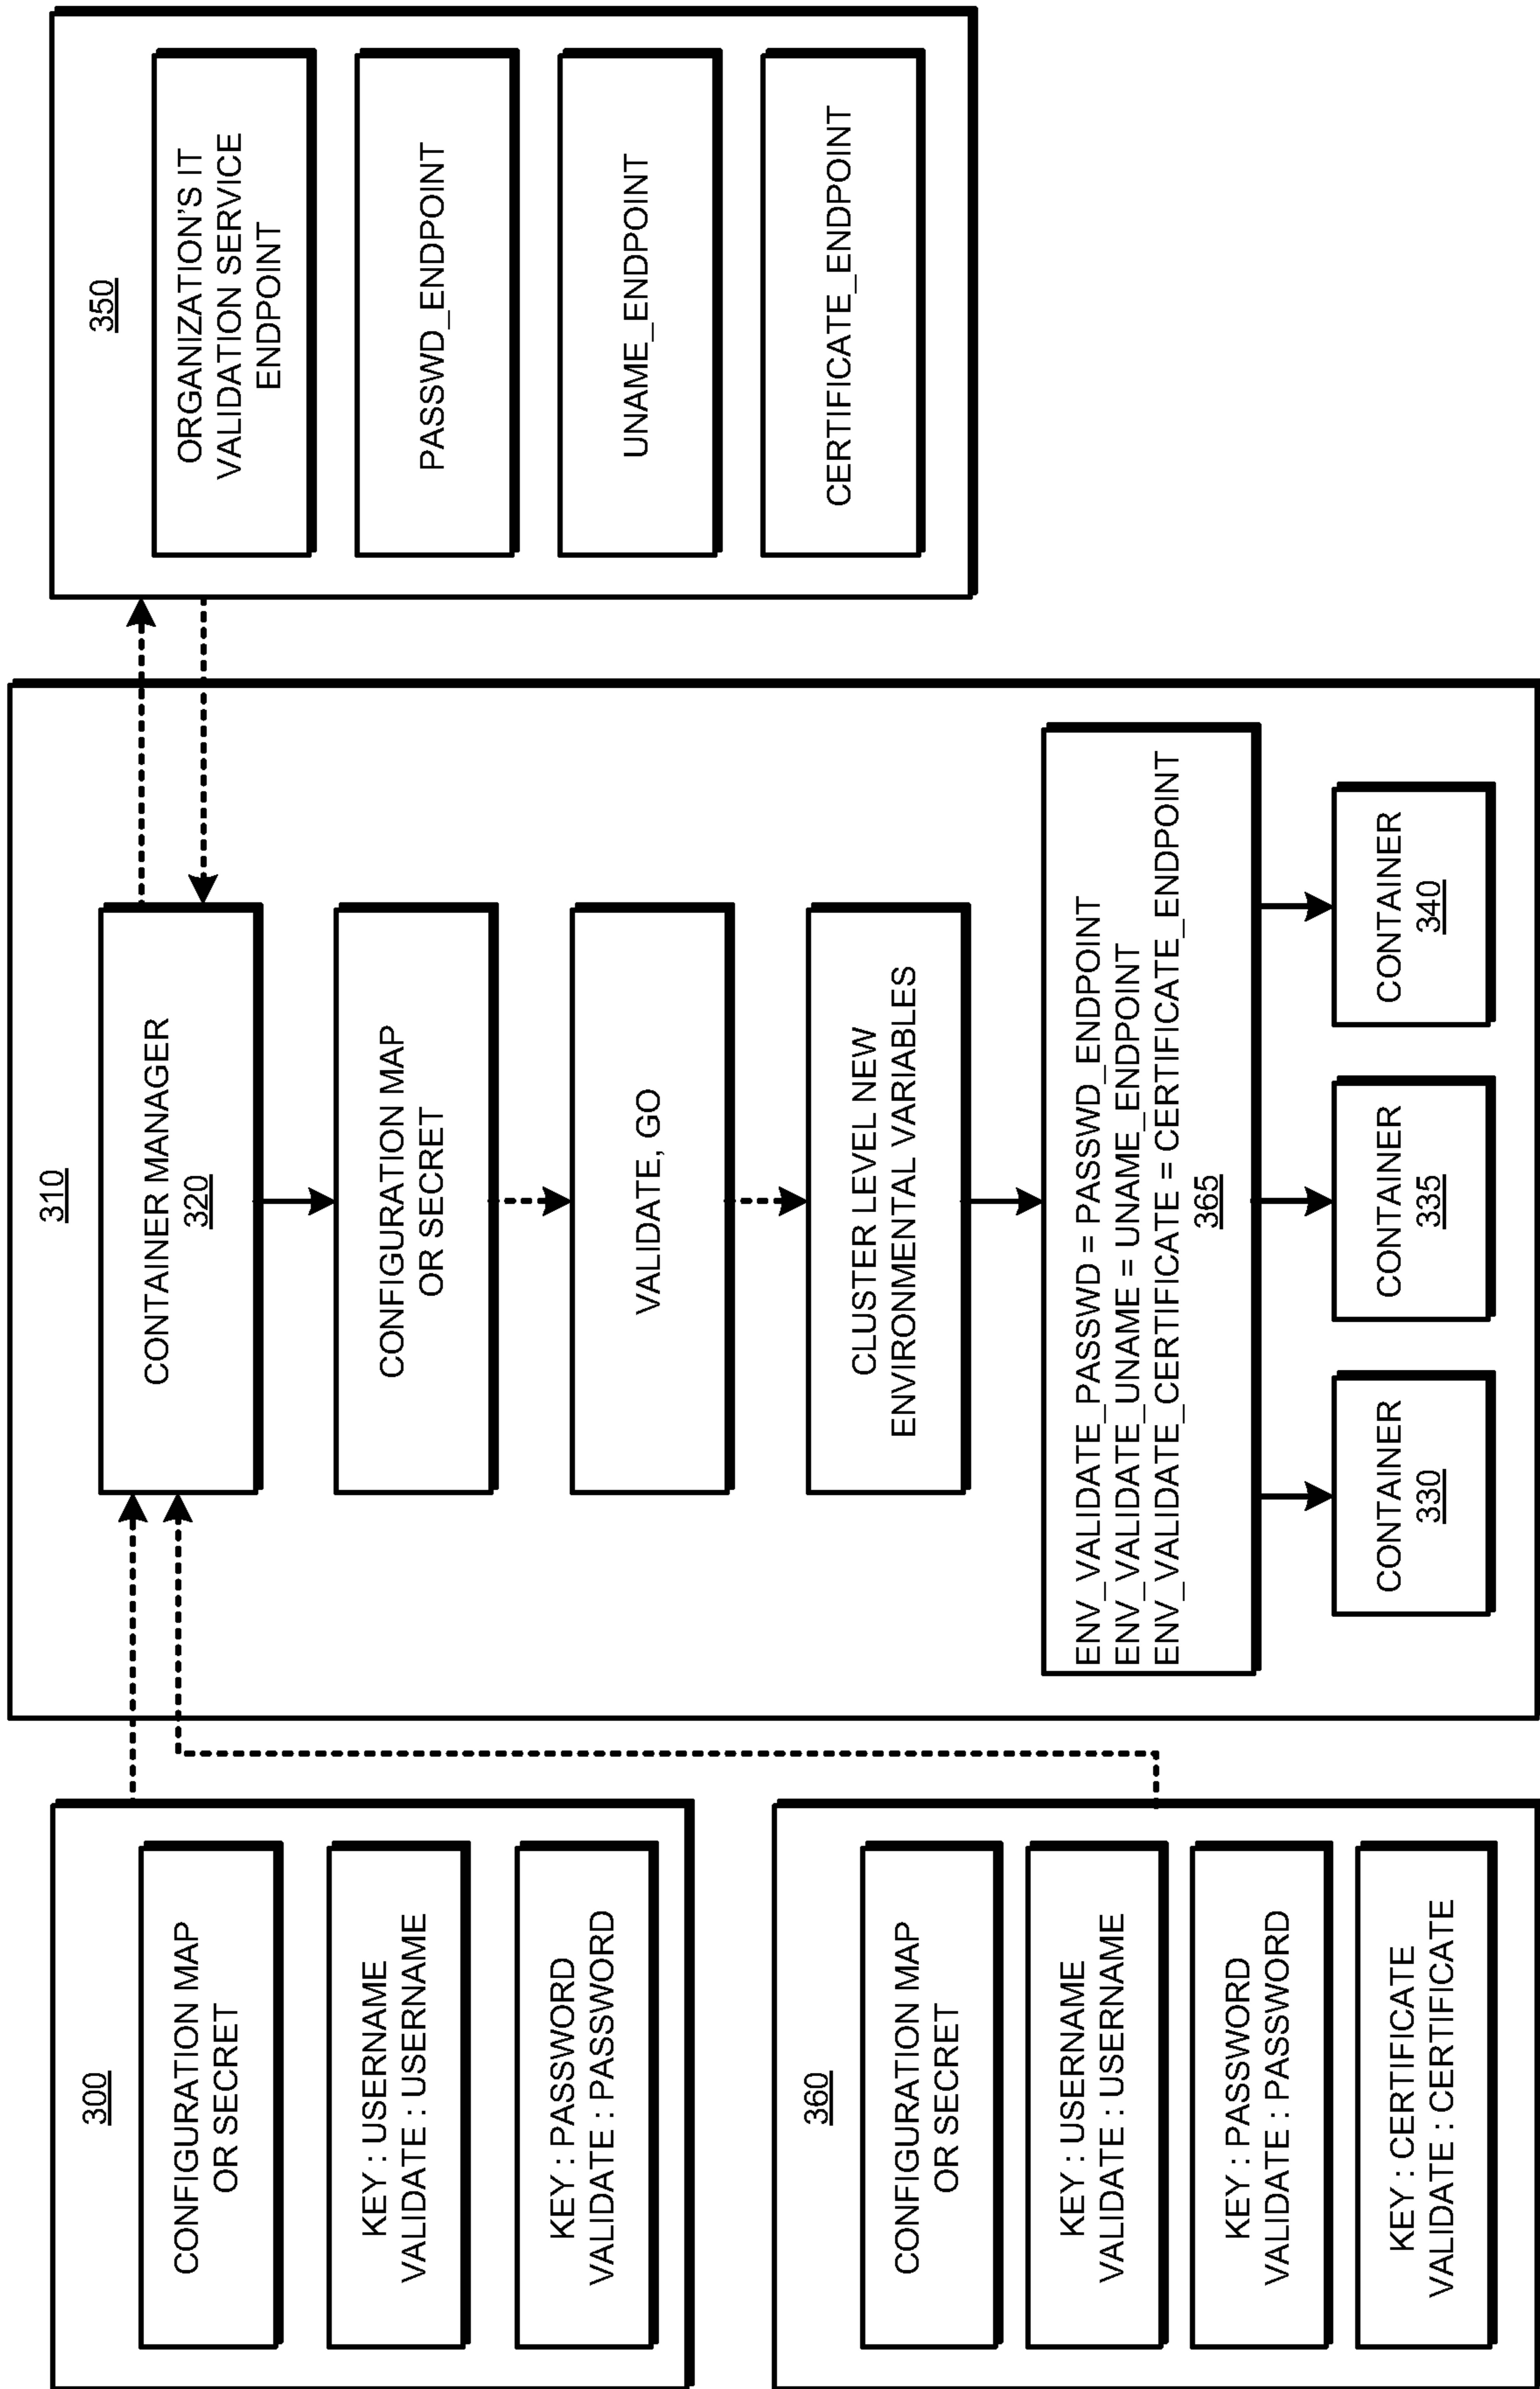 300
CONFIGURATION MAP
OR SECRET
KEY : USERNAME
VALIDATE : USERNAME
KEY : PASSWORD
VALIDATE : PASSWORD
360
CONFIGURATION MAP
OR SECRET
KEY : USERNAME
VALIDATE : USERNAME
KEY : PASSWORD
VALIDATE : PASSWORD
KEY : CERTIFICATE
VALIDATE : CERTIFICATE
310
CONTAINER MANAGER
320
CONFIGURATION MAP
OR SECRET
VALIDATE, GO
CLUSTER LEVEL NEW
ENVIRONMENTAL VARIABLES
ENV_VALIDATE_PASSWD = PASSWD_ENDPOINT
ENV_VALIDATE_UNAME = UNAME_ENDPOINT
ENV_VALIDATE_CERTIFICATE = CERTIFICATE_ENDPOINT
365
CONTAINER
330
CONTAINER
335
CONTAINER
340
350
ORGANIZATION'S IT
VALIDATION SERVICE
ENDPOINT
PASSWD_ENDPOINT
UNAME_ENDPOINT
CERTIFICATE_ENDPOINT